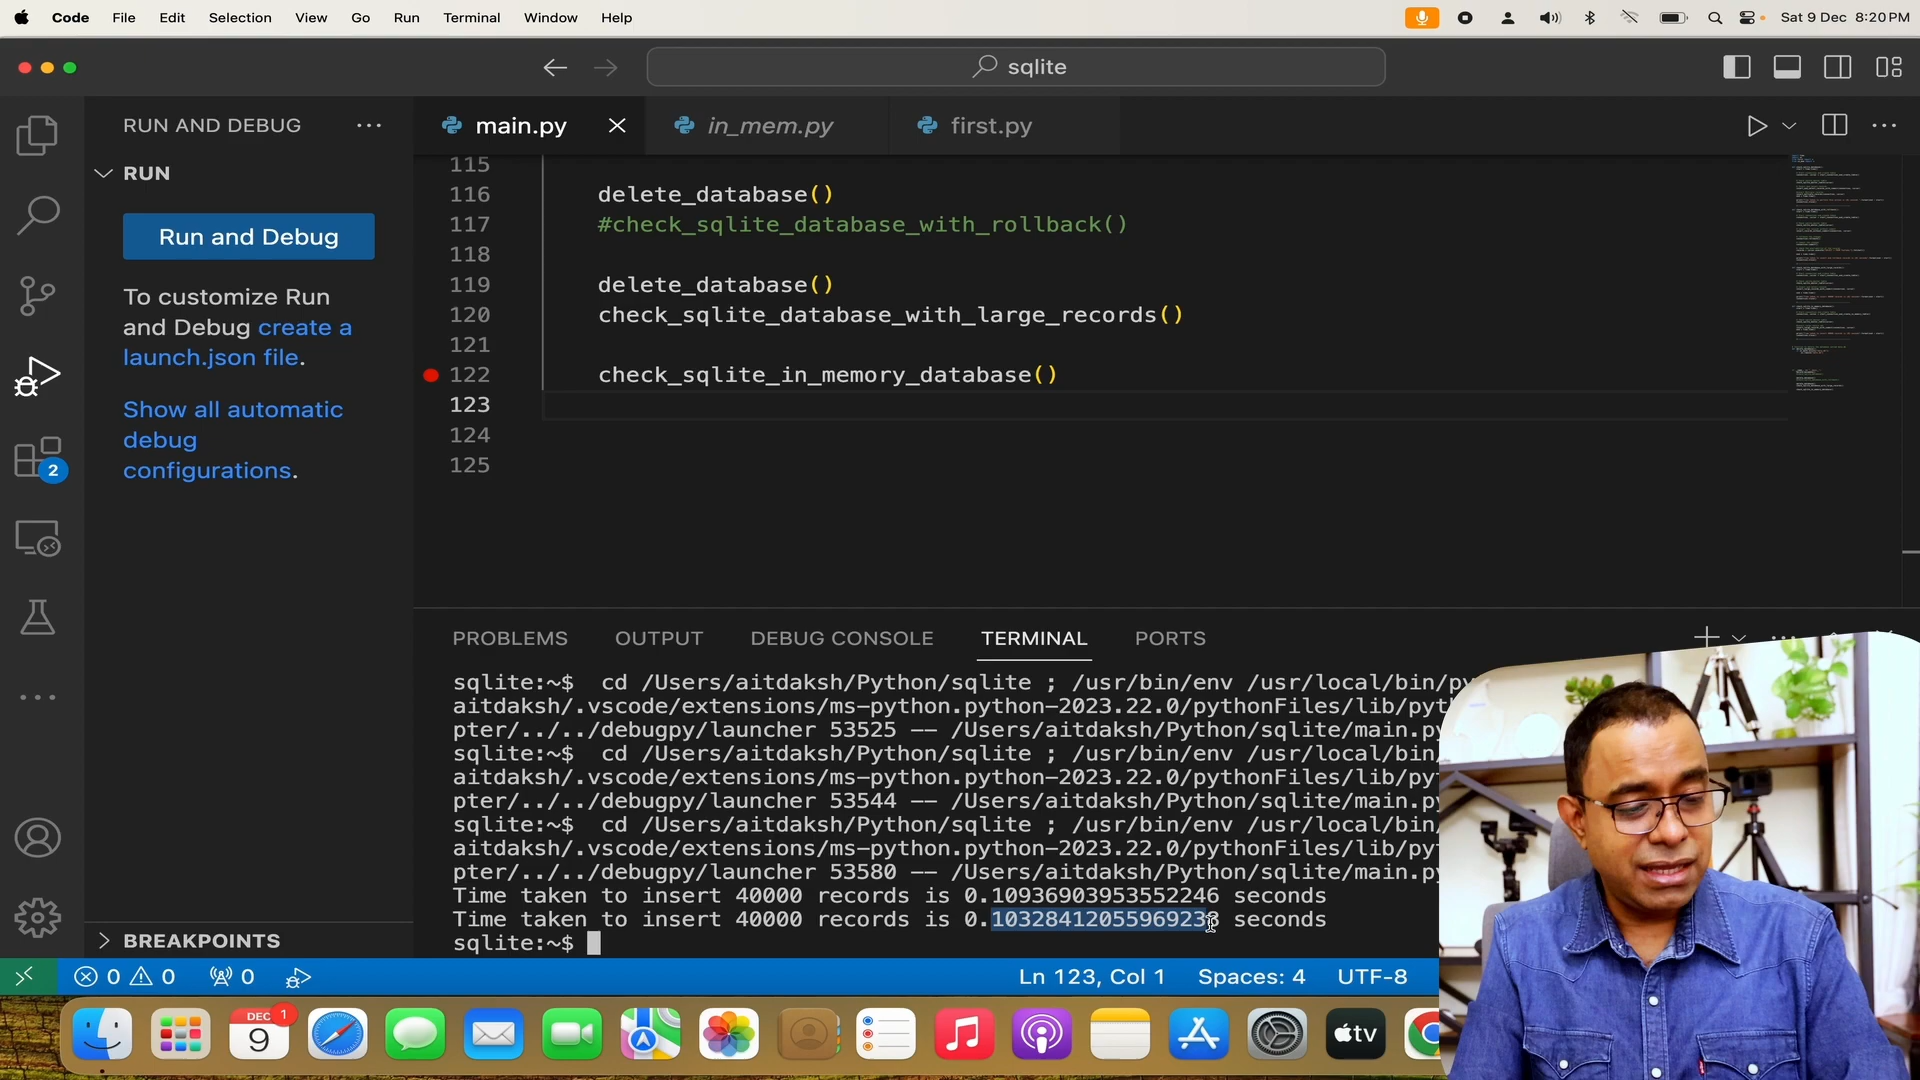 Code File Edit Selection View Go Run Terminal Window Help Sat 9 Dec 8:20 PM
sqlite
RUN AND DEBUG ···
main.py in_mem.py first.py
RUN
Run and Debug
To customize Run
and Debug create a
launch.json file.
Show all automatic
debug
configurations.
2
115
116 delete_database()
117 #check_sqlite_database_with_rollback()
118
119 delete_database()
120 check_sqlite_database_with_large_records()
121
122 check_sqlite_in_memory_database()
123
124
125
PROBLEMS OUTPUT DEBUG CONSOLE TERMINAL PORTS
sqlite:~$ cd /Users/aitdaksh/Python/sqlite ; /usr/bin/env /usr/local/bin/py
aitdaksh/.vscode/extensions/ms-python.python-2023.22.0/pythonFiles/lib/pyt
pter/../../debugpy/launcher 53525 -- /Users/aitdaksh/Python/sqlite/main.py
sqlite:~$ cd /Users/aitdaksh/Python/sqlite ; /usr/bin/env /usr/local/bin/
aitdaksh/.vscode/extensions/ms-python.python-2023.22.0/pythonFiles/lib/pyt
pter/../../debugpy/launcher 53544 -- /Users/aitdaksh/Python/sqlite/main.py
sqlite:~$ cd /Users/aitdaksh/Python/sqlite ; /usr/bin/env /usr/local/bin/
aitdaksh/.vscode/extensions/ms-python.python-2023.22.0/pythonFiles/lib/pyt
pter/../../debugpy/launcher 53580 -- /Users/aitdaksh/Python/sqlite/main.py
Time taken to insert 40000 records is 0.10936903953552246 seconds
Time taken to insert 40000 records is 0.10328412055969238 seconds
sqlite:~$
BREAKPOINTS
0 0 0 Ln 123, Col 1 Spaces: 4 UTF-8
DEC 1
9
tv